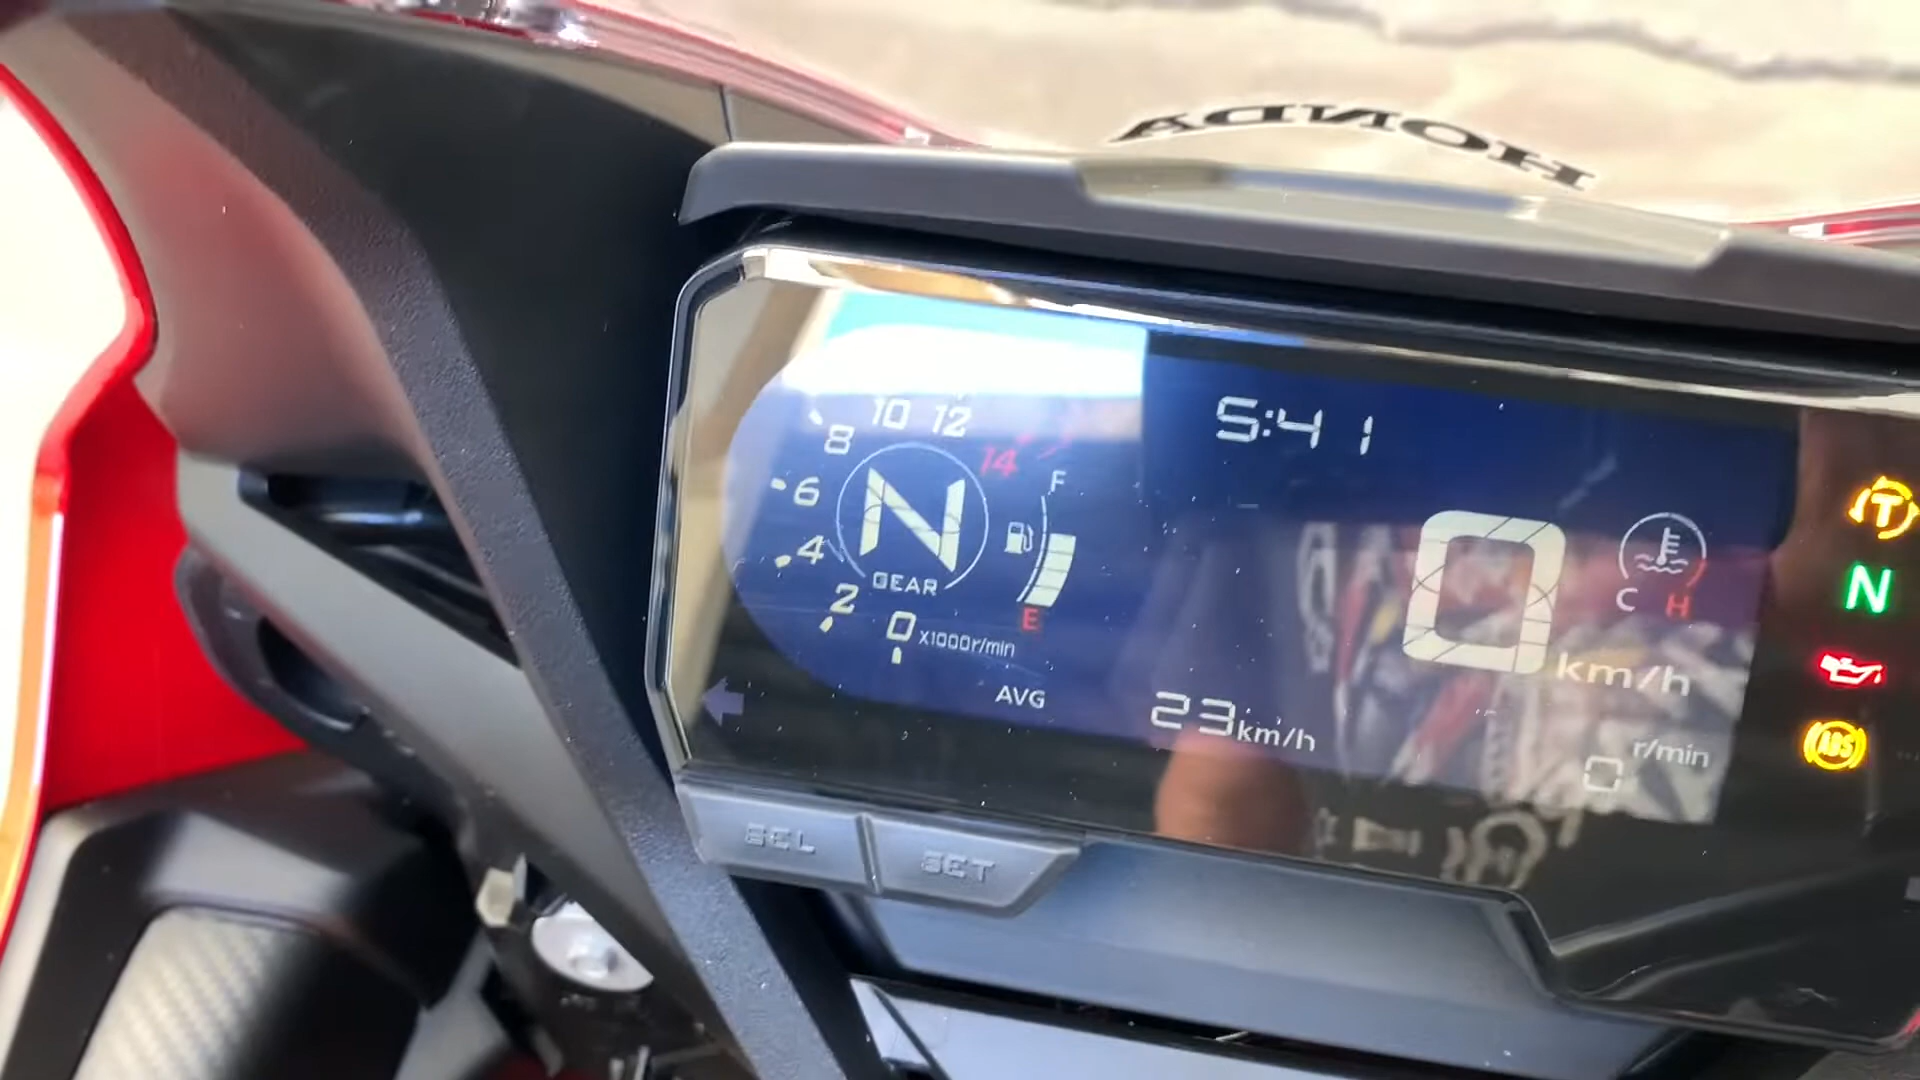 HONDA
5:41
10 12
8
14
6
F
N
4
GEAR
2
E
0 X1000r/min
0
km/h
C H
AVG
23km/h
r/min
0
T
N
ABS
SEL
SET